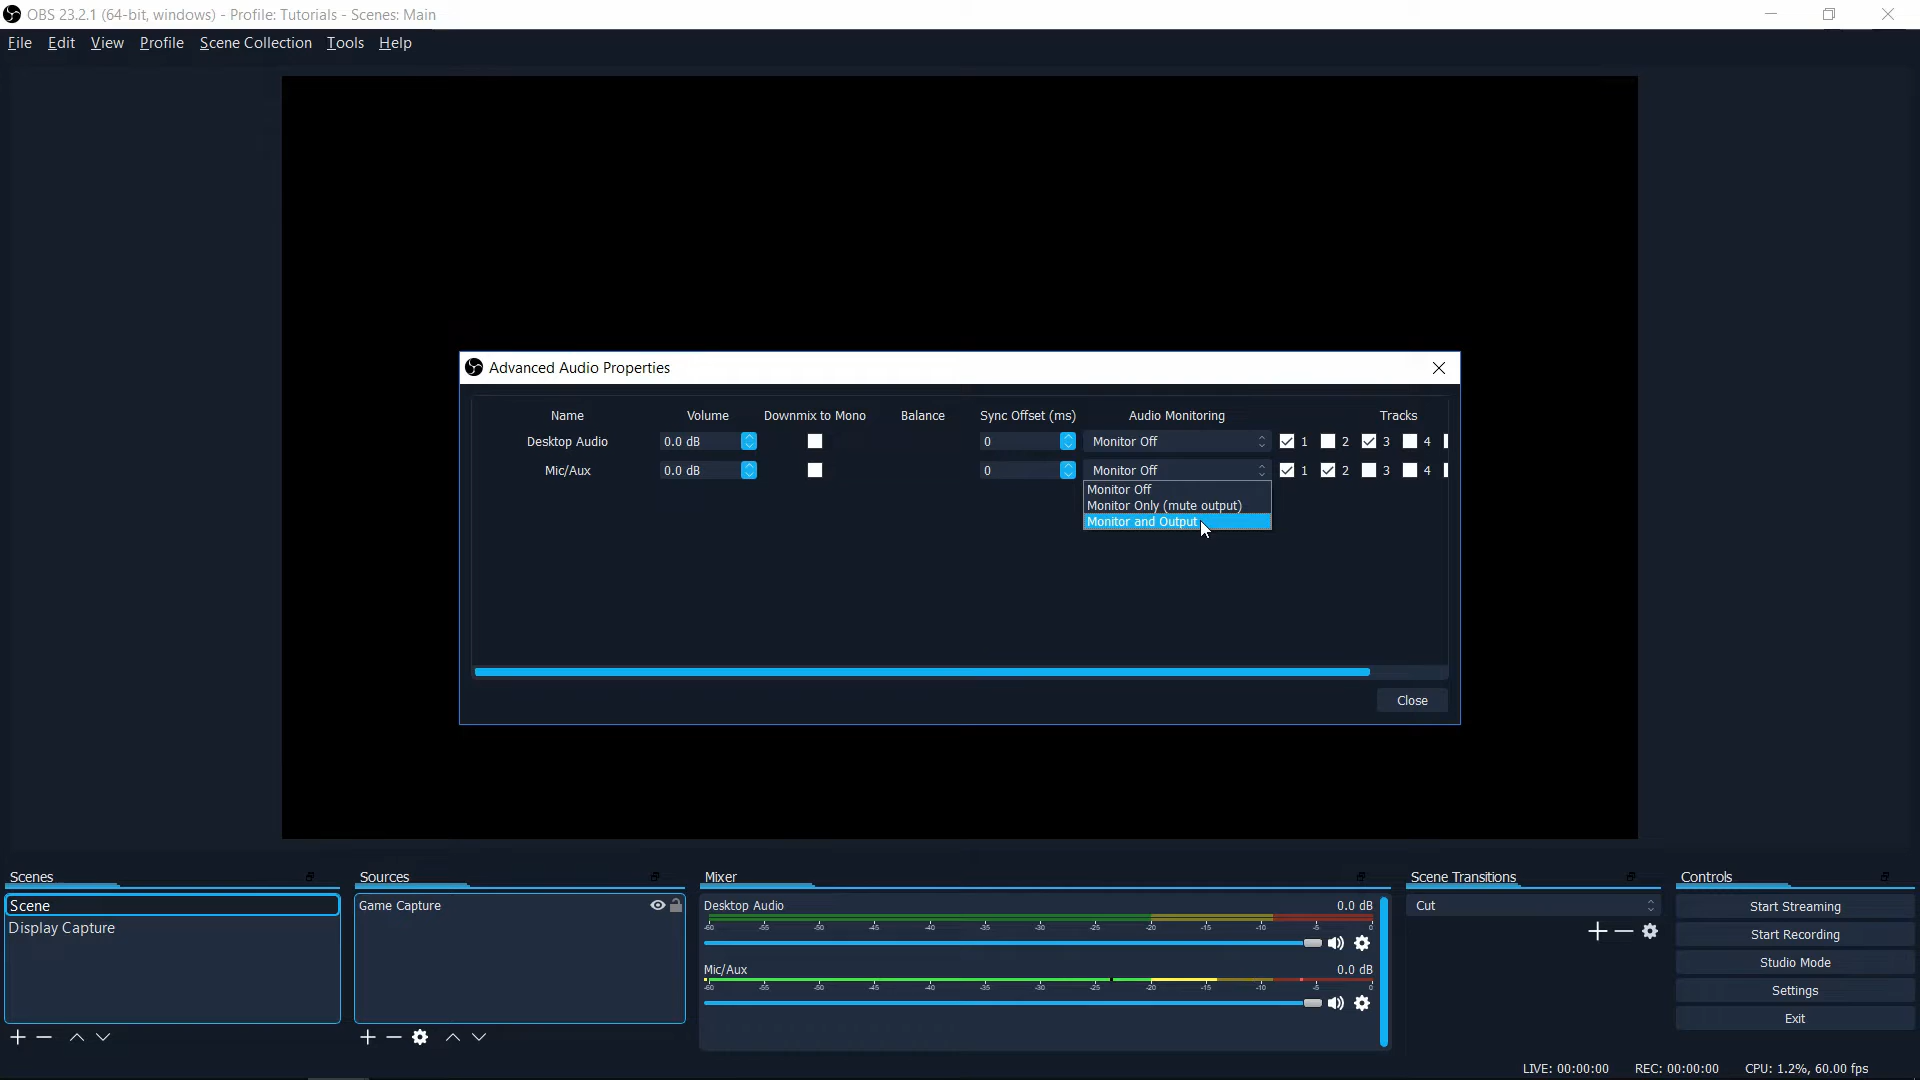 OBS 23.2.1 (64-bit, windows) - Profile: Tutorials - Scenes: Main
File Edit View Profile Scene Collection Tools Help
Advanced Audio Properties
Name Volume Downmix to Mono Balance Sync Offset (ms) Audio Monitoring Tracks
Desktop Audio 0.0 dB 0 Monitor Off 1 2 3 4
Mic/Aux 0.0 dB 0 Monitor Off 1 2 3 4
Monitor Off
Monitor Only (mute output)
Monitor and Output
Close
Scenes Sources Mixer Scene Transitions Controls
Scene
Display Capture
Game Capture
Desktop Audio 0.0 dB
-60 -55 -50 -45 -40 -35 -30 -25 -20 -15 -10 -5 0
Mic/Aux 0.0 dB
-60 -55 -50 -45 -40 -35 -30 -25 -20 -15 -10 -5 0
Cut
Start Streaming
Start Recording
Studio Mode
Settings
Exit
LIVE: 00:00:00 REC: 00:00:00 CPU: 1.2%, 60.00 fps